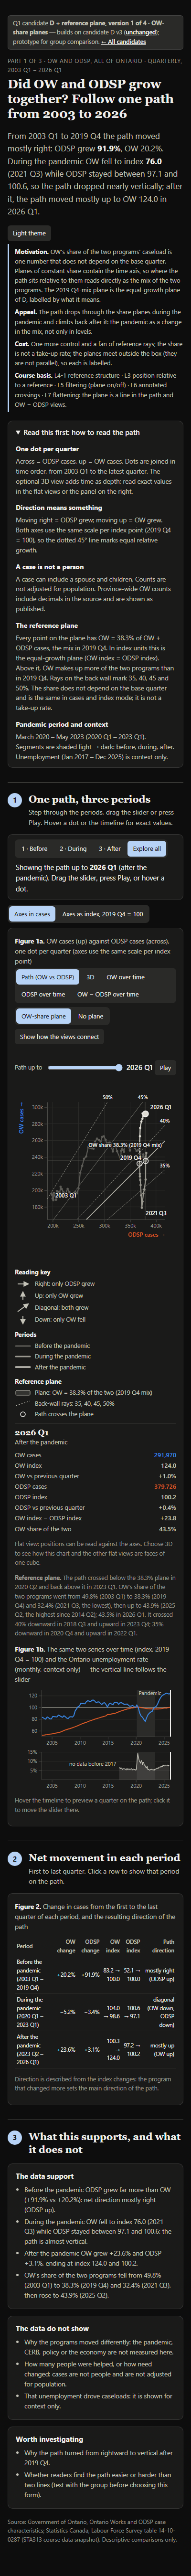 Q1 candidate D + reference plane, version 1 of 4 - OW-
share planes — builds on candidate D v3 (unchanged);
prototype for group comparison. ← All candidates
PART 1 OF 3 · OW AND ODSP, ALL OF ONTARIO · QUARTERLY,
2003 Q1 – 2026 Q1
Did OW and ODSP grow
together? Follow one path
from 2003 to 2026
From 2003 Q1 to 2019 Q4 the path moved
mostly right: ODSP grew 91.9%, OW 20.2%.
During the pandemic OW fell to index 76.0
(2021 Q3) while ODSP stayed between 97.1 and
100.6, so the path dropped nearly vertically; after
it, the path moved mostly up to OW 124.0 in
2026 Q1.
Light theme
Motivation. OW's share of the two programs' caseload is
one number that does not depend on the base quarter.
Planes of constant share contain the time axis, so where the
path sits relative to them reads directly as the mix of the two
programs. The 2019 Q4-mix plane is the equal-growth plane
of D, labelled by what it means.
Appeal. The path drops through the share planes during the
pandemic and climbs back after it: the pandemic as a change
in the mix, not only in levels.
Cost. One more control and a fan of reference rays; the share
is not a take-up rate; the planes meet outside the box (they
are not parallel), so each is labelled.
Course basis. L4-1 reference structure · L3 position relative
to a reference · L5 filtering (plane on/off) · L6 annotated
crossings · L7 flattening: the plane is a line in the path and
OW − ODSP views.
▼ Read this first: how to read the path
One dot per quarter
Across = ODSP cases, up = OW cases. Dots are joined in
time order, from 2003 Q1 to the latest quarter. The
optional 3D view adds time as depth; read exact values
in the flat views or the panel on the right.
Direction means something
Moving right = ODSP grew; moving up = OW grew.
Both axes use the same scale per index point (2019 Q4
= 100), so the dotted 45° line marks equal relative
growth.
A case is not a person
A case can include a spouse and children. Counts are
not adjusted for population. Province-wide OW counts
include declines in the source and are shown as
published.
The reference plane
Every point on the plane has OW = 38.3% of OW +
ODSP cases, the mix in 2019 Q4. In index units this is
the equal-growth plane (OW index = ODSP index).
Above it, OW makes up more of the two programs than
in 2019 Q4. Rays on the back wall mark 35, 40, 45 and
50%. The share does not depend on the base quarter
and is the same in cases and index mode; it is not a
take-up rate.
Pandemic period and context
March 2020 – May 2023 (2020 Q1 – 2023 Q1).
Segments are shaded light → dark: before, during, after.
Unemployment (Jan 2017 – Dec 2025) is context only.
1 One path, three periods
Step through the periods, drag the slider or press
Play. Hover a dot or the timeline for exact values.
1 · Before
2 · During
3 · After
Explore all
Showing the path up to 2026 Q1 (after the
pandemic). Drag the slider, press Play, or hover a
dot.
Axes in cases
Axes as index, 2019 Q4 = 100
Figure 1a. OW cases (up) against ODSP cases (across),
one dot per quarter (axes use the same scale per index
point)
Path (OW vs ODSP)
3D
OW over time
ODSP over time
OW − ODSP over time
OW-share plane
No plane
Show how the views connect
Path up to
2026 Q1
Play
50%
45%
OW cases →
300k
2026 Q1
280k
40%
260k
OW share 38.3% (2019 Q4 mix)
240k
2019 Q4
220k
35%
200k
2003 Q1
180k
2021 Q3
200k
250k
300k
350k
400k
ODSP cases →
Reading key
Right: only ODSP grew
Up: only OW grew
Diagonal: both grew
Down: only OW fell
Periods
Before the pandemic
During the pandemic
After the pandemic
Reference plane
Plane: OW = 38.3% of the two (2019 Q4 mix)
Back-wall rays: 35, 40, 45, 50%
Path crosses the plane
2026 Q1
After the pandemic
OW cases 291,970
OW index 124.0
OW vs previous quarter +1.0%
ODSP cases 379,726
ODSP index 100.2
ODSP vs previous quarter +0.4%
OW index − ODSP index +23.8
OW share of the two 43.5%
Flat view: positions can be read against the axes. Choose 3D
to see how this chart and the other flat views are faces of
one cube.
Reference plane. The path crossed below the 38.3% plane in
2020 Q2 and back above it in 2023 Q1. OW's share of the
two programs went from 49.8% (2003 Q1) to 38.3% (2019
Q4) and 32.4% (2021 Q3, the lowest), then up to 43.9% (2025
Q2, the highest since 2014 Q2); 43.5% in 2026 Q1. It crossed
40% downward in 2018 Q3 and upward in 2023 Q4; 35%
downward in 2020 Q4 and upward in 2022 Q1.
Figure 1b. The same two series over time (index, 2019
Q4 = 100) and the Ontario unemployment rate
(monthly, context only) — the vertical line follows the
slider
Pandemic
120
100
80
60
2005
2010
2015
2020
2025
15%
10%
5%
no data before 2017
2005
2010
2015
2020
2025
Hover the timeline to preview a quarter on the path; click it
to move the slider there.
2 Net movement in each period
First to last quarter. Click a row to show that period
on the path.
Figure 2. Change in cases from the first to the last
quarter of each period, and the resulting direction of the
path
Period OW change ODSP change OW index ODSP index Path direction
Before the pandemic (2003 Q1 – 2019 Q4) +20.2% +91.9% 83.2 → 100.0 52.1 → 100.0 mostly right (ODSP up)
During the pandemic (2020 Q1 – 2023 Q1) −5.2% −3.4% 104.0 → 98.6 100.6 → 97.1 diagonal (OW down, ODSP down)
After the pandemic (2023 Q2 – 2026 Q1) +23.6% +3.1% 100.3 → 124.0 97.2 → 100.2 mostly up (OW up)
Direction is described from the index changes: the program
that changed more sets the main direction of the path.
3 What this supports, and what
it does not
The data support
• Before the pandemic ODSP grew far more than OW
(+91.9% vs +20.2%): net direction mostly right
(ODSP up).
• During the pandemic OW fell to index 76.0 (2021
Q3) while ODSP stayed between 97.1 and 100.6: the
path is almost vertical.
• After the pandemic OW grew +23.6% and ODSP
+3.1%, ending at index 124.0 and 100.2.
• OW's share of the two programs fell from 49.8%
(2003 Q1) to 38.3% (2019 Q4) and 32.4% (2021 Q3),
then rose to 43.9% (2025 Q2).
The data do not show
• Why the programs moved differently: the pandemic,
CERB, policy or the economy are not measured here.
• How many people were helped, or how need
changed: cases are not people and are not adjusted
for population.
• That unemployment drove caseloads: it is shown for
context only.
Worth investigating
• Why the path turned from rightward to vertical after
2019 Q4.
• Whether readers find the path easier or harder than
two lines (test with the group before choosing this
form).
Source: Government of Ontario, Ontario Works and ODSP case
characteristics; Statistics Canada, Labour Force Survey table 14-10-
0287 (STA313 course data snapshot). Descriptive comparisons only.